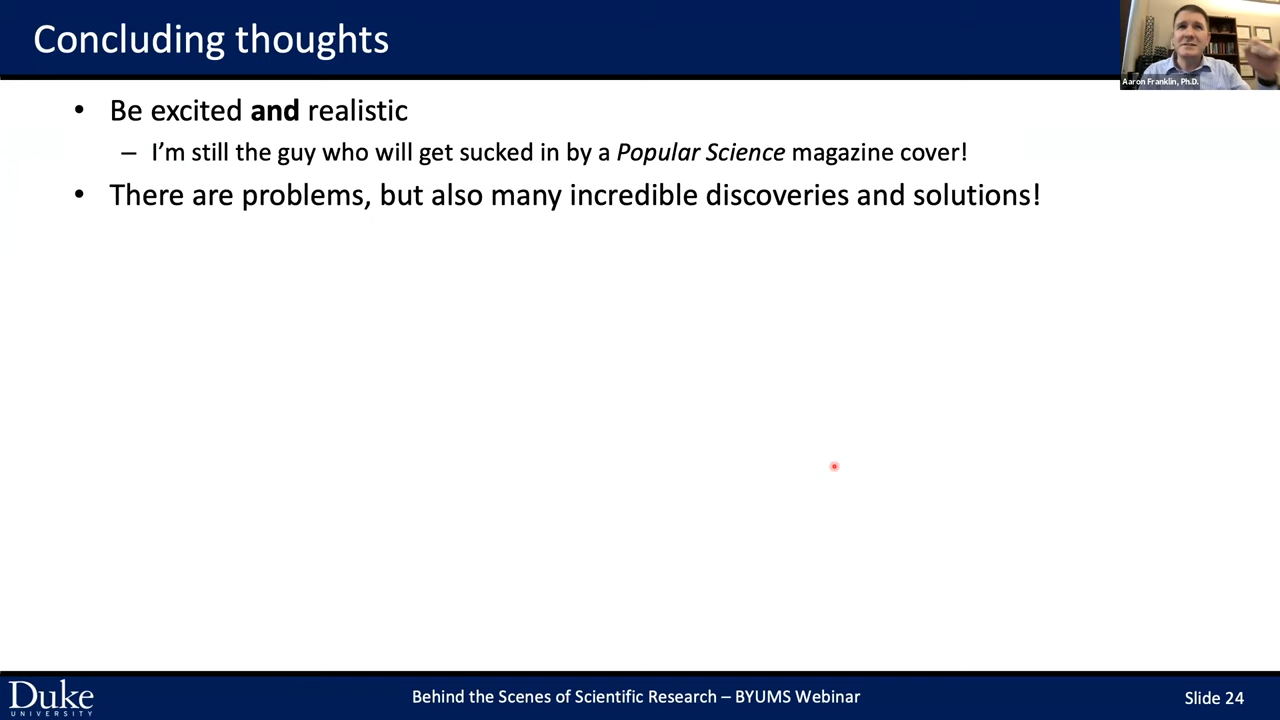 Concluding thoughts
Aaron Franklin, Ph.D.
• Be excited and realistic
– I'm still the guy who will get sucked in by a Popular Science magazine cover!
• There are problems, but also many incredible discoveries and solutions!
Duke
UNIVERSITY
Behind the Scenes of Scientific Research – BYUMS Webinar
Slide 24